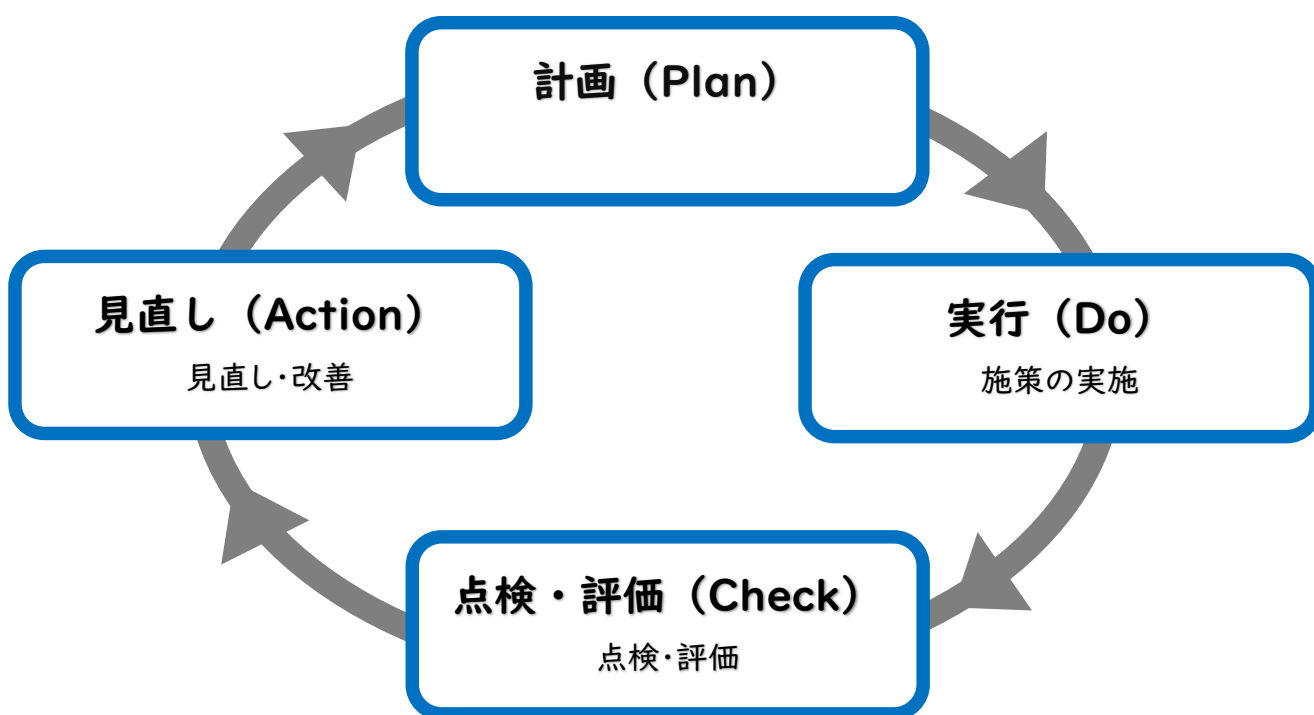 計画（Plan）
見直し（Action）
見直し・改善
実行（Do）
施策の実施
点検・評価（Check）
点検・評価